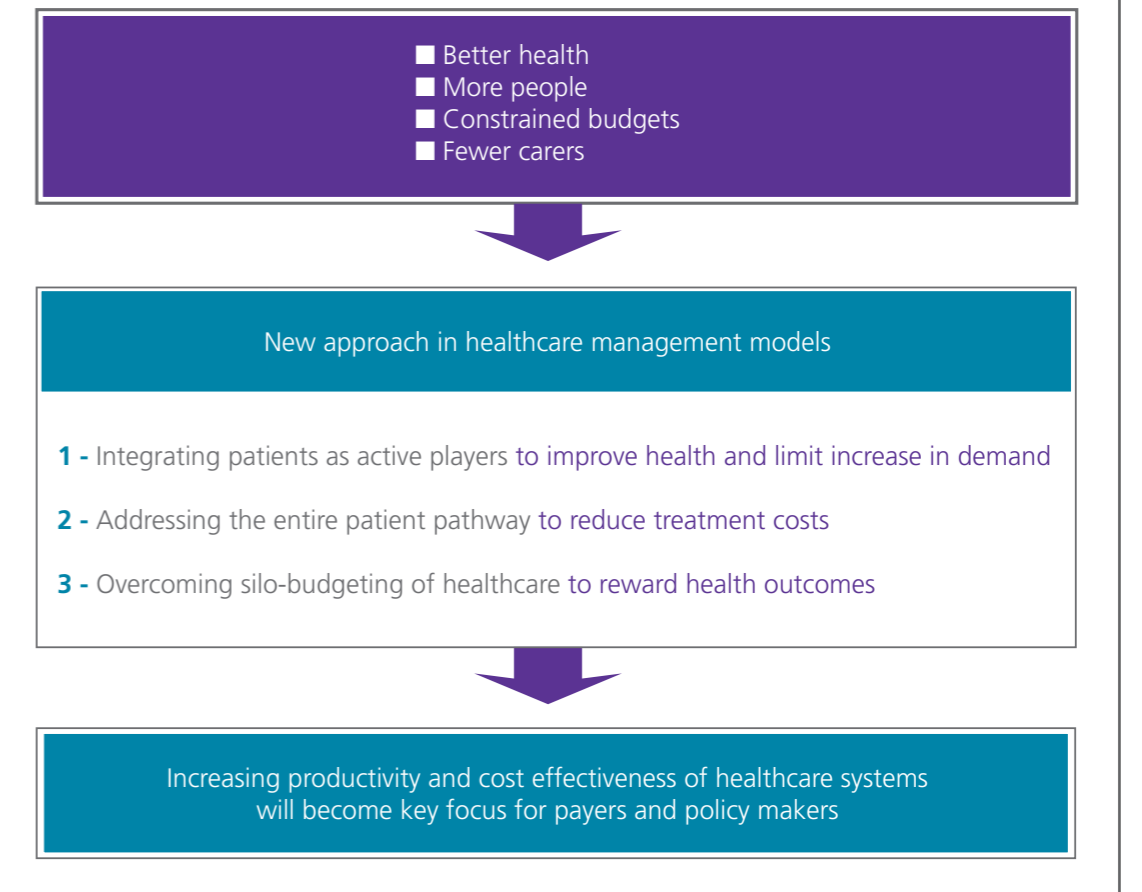 ■ Better health
■ More people
■ Constrained budgets
■ Fewer carers
New approach in healthcare management models
1 - Integrating patients as active players to improve health and limit increase in demand
2 - Addressing the entire patient pathway to reduce treatment costs
3 - Overcoming silo-budgeting of healthcare to reward health outcomes
Increasing productivity and cost effectiveness of healthcare systems
will become key focus for payers and policy makers